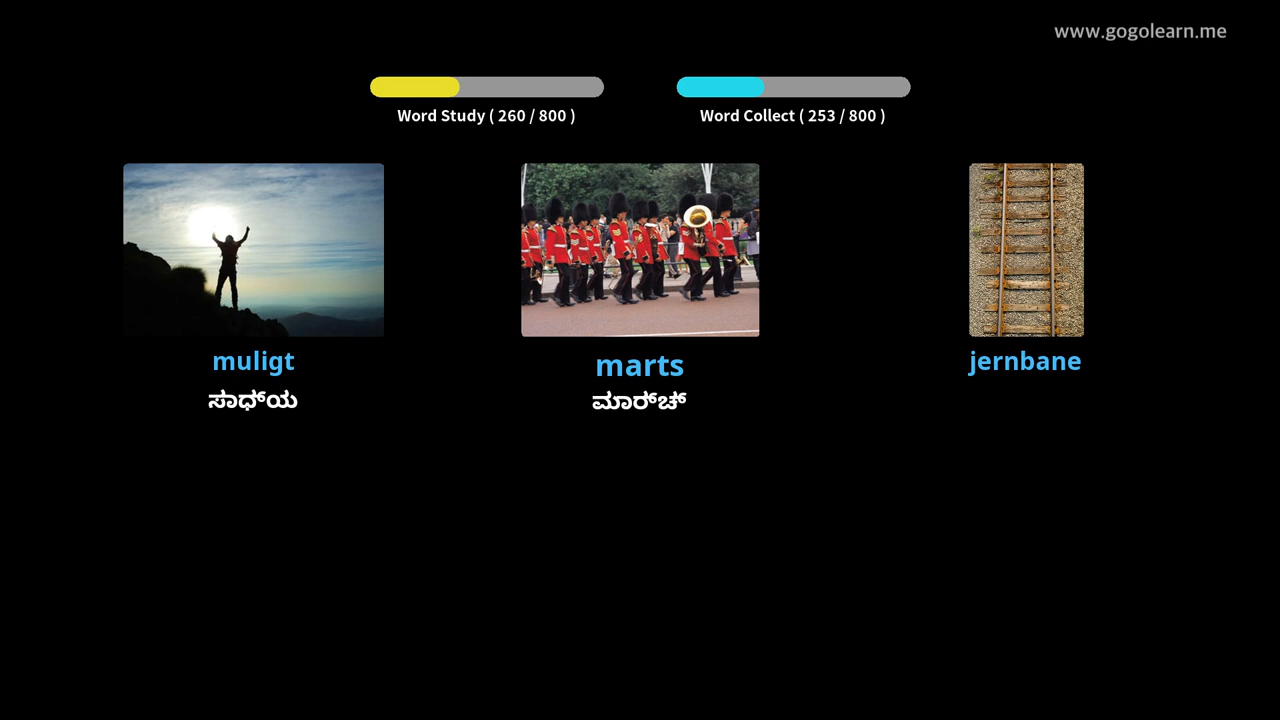 www.gogolearn.me
Word Study ( 260 / 800 )
Word Collect ( 253 / 800 )
muligt
marts
jernbane
ಸಾಧ್‌ಯ
ಮಾರ್‌ಚ್